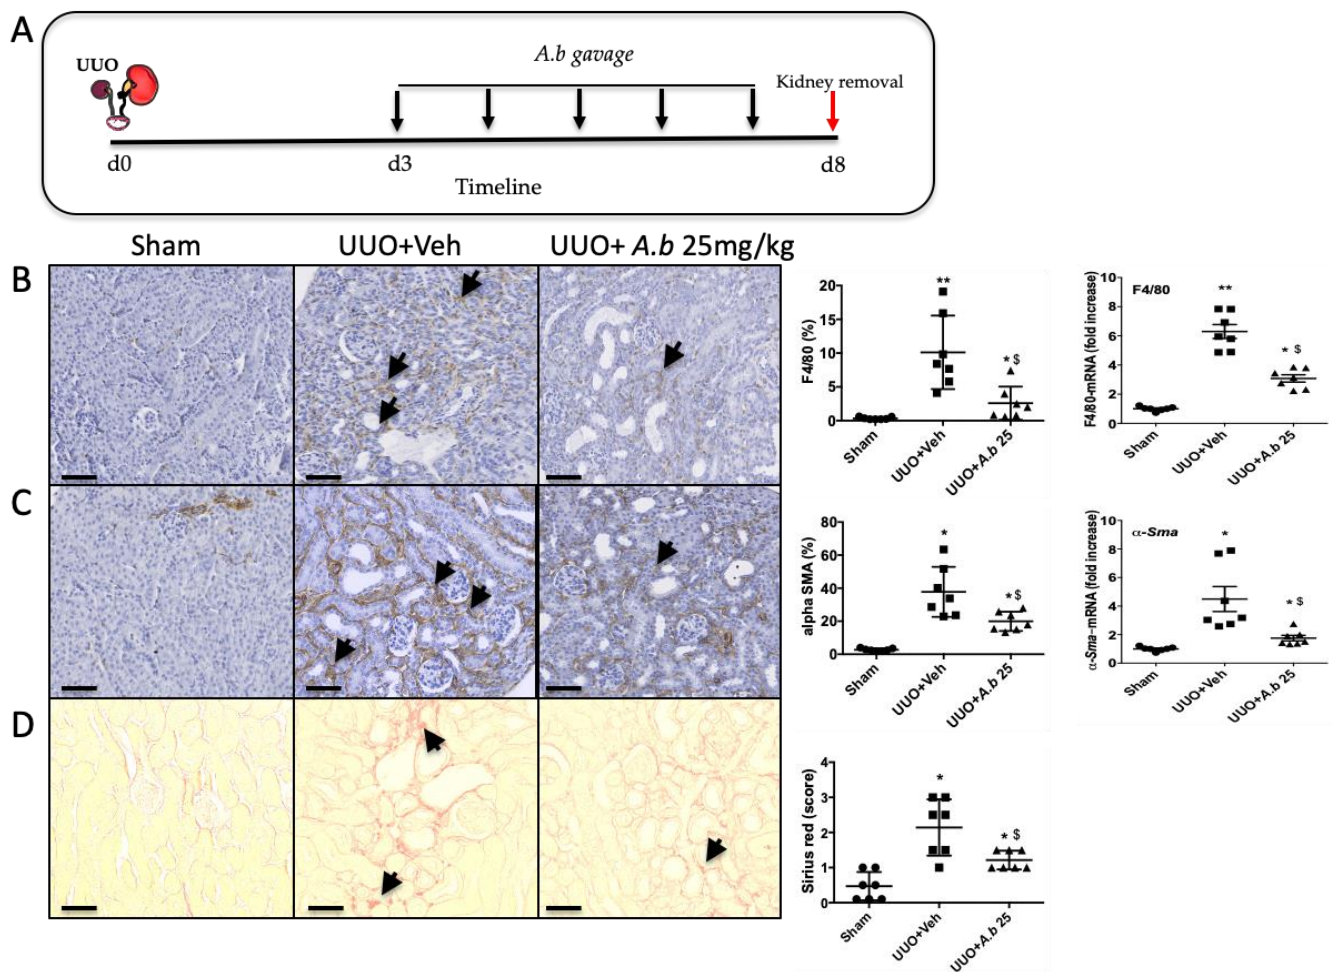 A
UUO
A.b gavage
Kidney removal
d0
d3
d8
Timeline
Sham
UUO+Veh
UUO+ A.b 25mg/kg
B
F4/80 (%)
20
15
10
5
0
**
* $
Sham
UUO+Veh
UUO+A.b 25
F4/80-mRNA (fold increase)
F4/80
10
8
6
4
2
0
**
* $
Sham
UUO+Veh
UUO+A.b 25
C
alpha SMA (%)
80
60
40
20
0
*
* $
Sham
UUO+Veh
UUO+A.b 25
α-Sma-mRNA (fold increase)
α-Sma
10
8
6
4
2
0
*
* $
Sham
UUO+Veh
UUO+A.b 25
D
Sirius red (score)
4
3
2
1
0
*
* $
Sham
UUO+Veh
UUO+A.b 25